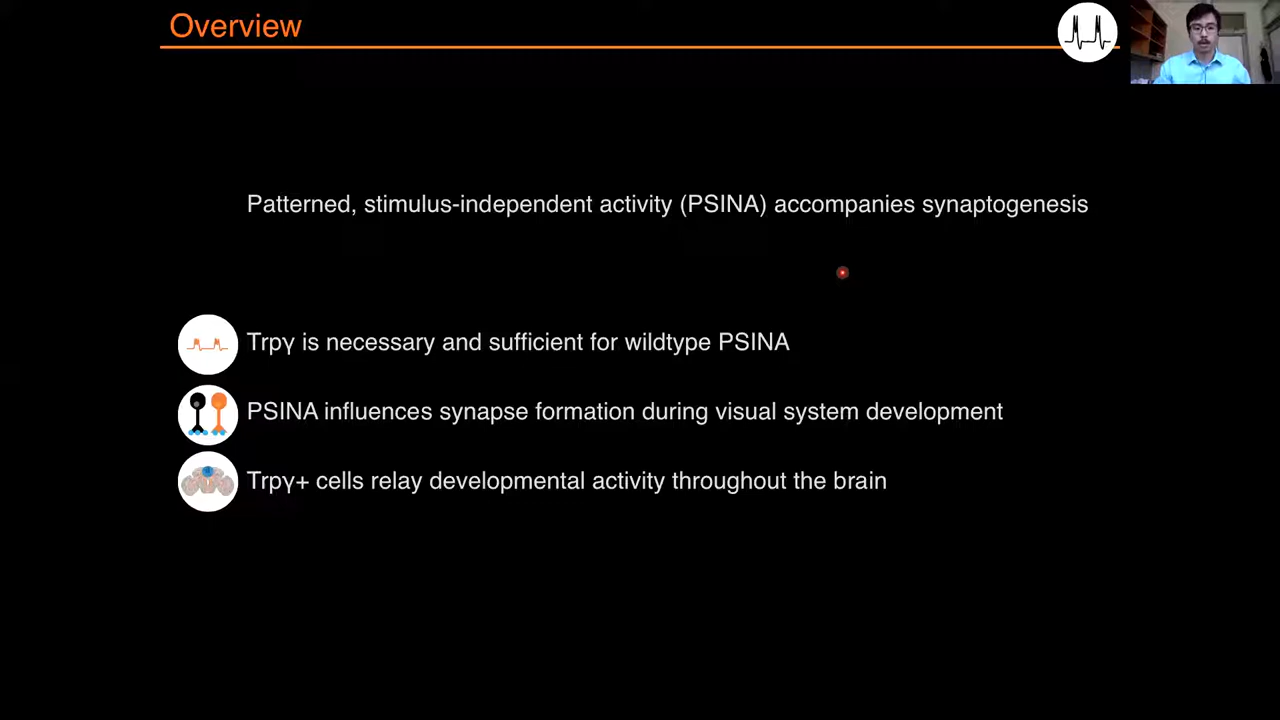 Overview
Patterned, stimulus-independent activity (PSINA) accompanies synaptogenesis
Trpγ is necessary and sufficient for wildtype PSINA
PSINA influences synapse formation during visual system development
Trpγ+ cells relay developmental activity throughout the brain